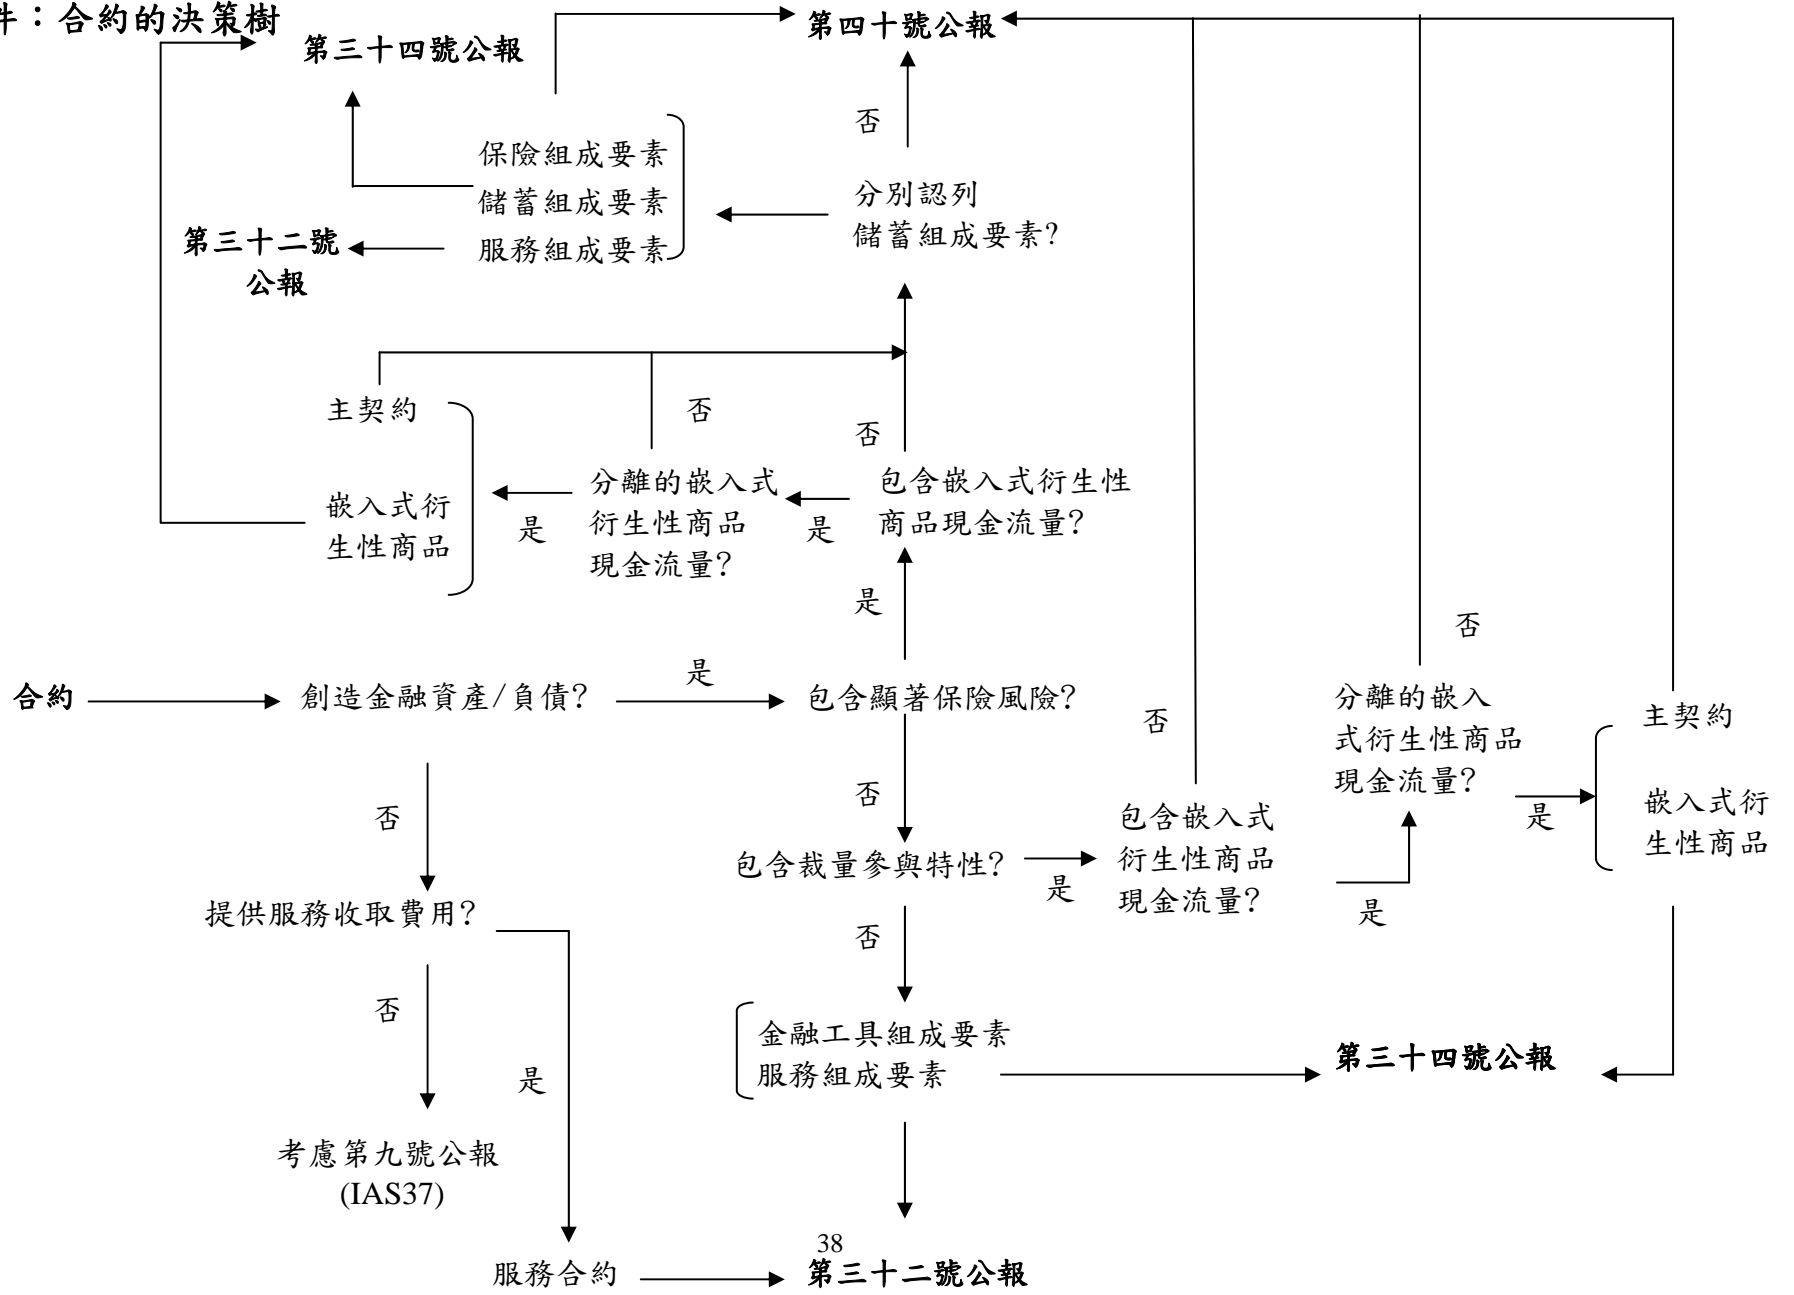 件：合約的決策樹
第四十號公報
第三十四號公報
否
保險組成要素
儲蓄組成要素
服務組成要素
分別認列
儲蓄組成要素?
第三十二號
公報
主契約
否
否
嵌入式衍
生性商品
是
分離的嵌入式
衍生性商品
現金流量?
是
包含嵌入式衍生性
商品現金流量?
是
否
合約
創造金融資產/負債?
是
包含顯著保險風險?
否
分離的嵌入
式衍生性商品
現金流量?
主契約
是
嵌入式衍
生性商品
否
否
包含裁量參與特性?
是
包含嵌入式
衍生性商品
現金流量?
是
提供服務收取費用?
否
否
是
金融工具組成要素
服務組成要素
第三十四號公報
考慮第九號公報
(IAS37)
38
服務合約
第三十二號公報